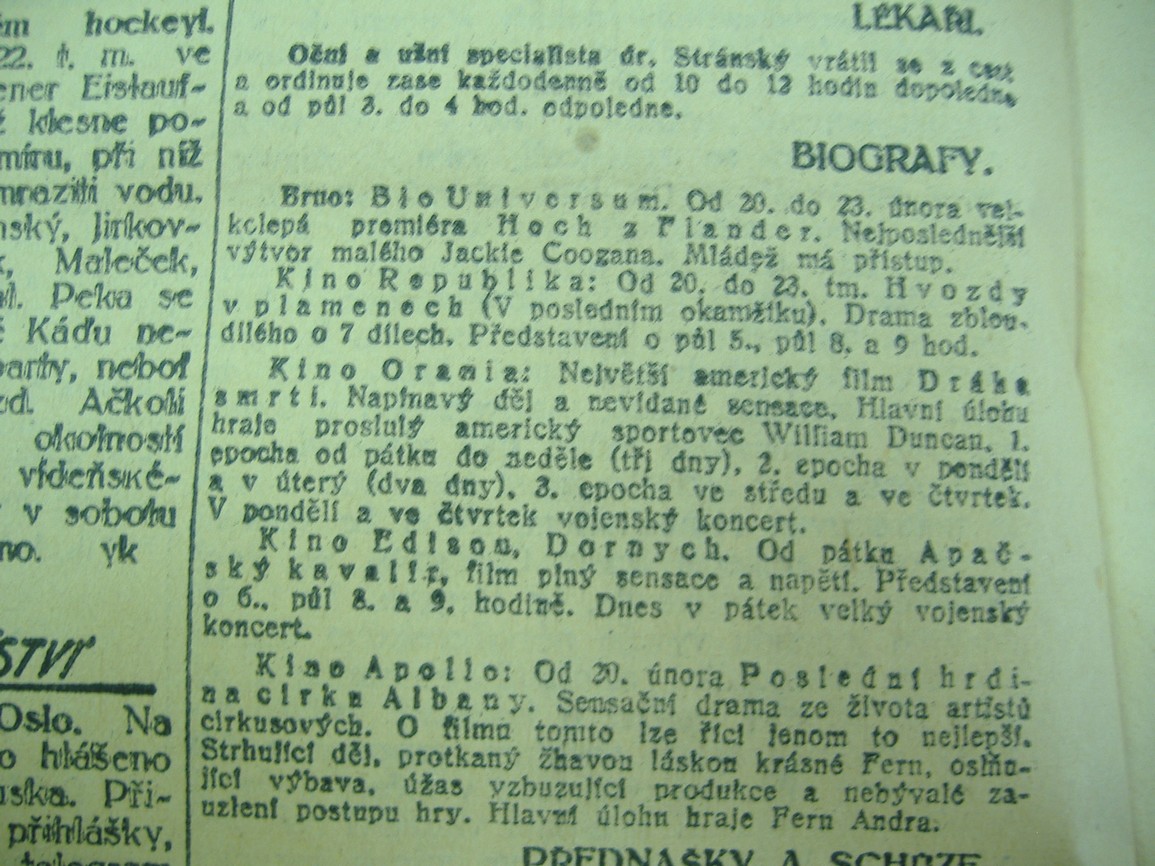 ém hockeyi.
22. t. m. ve
ener Eislauf-
ž klesne po-
míru, při níž
mraziti vodu.
nský, Jirkov-
k, Maleček,
al. Peka se
é Káďu ne-
party, neboť
ed. Ačkoli
okolností
vídeňské-
v sobotu
no. yk
STVÍ
Oslo. Na
o hlášeno
uska. Při-
přihlášky,
LÉKAŘI.
Oční a ušní specialista dr. Stránský vrátil se z cest
a ordinuje zase každodenně od 10 do 12 hodin dopoledne
a od půl 3. do 4 hod. odpoledne.
BIOGRAFY.
Brno: Bio Universum. Od 20. do 23. února vel-
kolepá premiéra Hoch z Flander. Nejposlednější
výtvor malého Jackie Coogana. Mládež má přístup.
Kino Republika: Od 20. do 23. tm. Hvozdy
v plamenech (V posledním okamžiku). Drama zblou-
dilého o 7 dílech. Představení o půl 5., půl 8. a 9 hod.
Kino Orania: Největší americký film Dráha
smrti. Napínavý děj a nevídané sensace. Hlavní úlohu
hraje proslulý americký sportovec William Duncan. 1.
epocha od pátku do neděle (tři dny), 2. epocha v pondělí
a v úterý (dva dny), 3. epocha ve středu a ve čtvrtek.
V pondělí a ve čtvrtek vojenský koncert.
Kino Edison, Dornych. Od pátku Apač-
ský kavalír, film plný sensace a napětí. Představení
o 6., půl 8. a 9. hodině. Dnes v pátek velký vojenský
koncert.
Kino Apollo: Od 20. února Poslední hrdi-
na cirku Albany. Sensační drama ze života artistů
cirkusových. O filmu tomto lze říci jenom to nejlepší.
Strhující děj, protkaný žhavou láskou krásné Fern, oslňu-
jící výbava, úžas vzbuzující produkce a nebývalé za-
uzlení postupu hry. Hlavní úlohu hraje Fern Andra.
PŘEDNÁŠKY A SCHŮZE